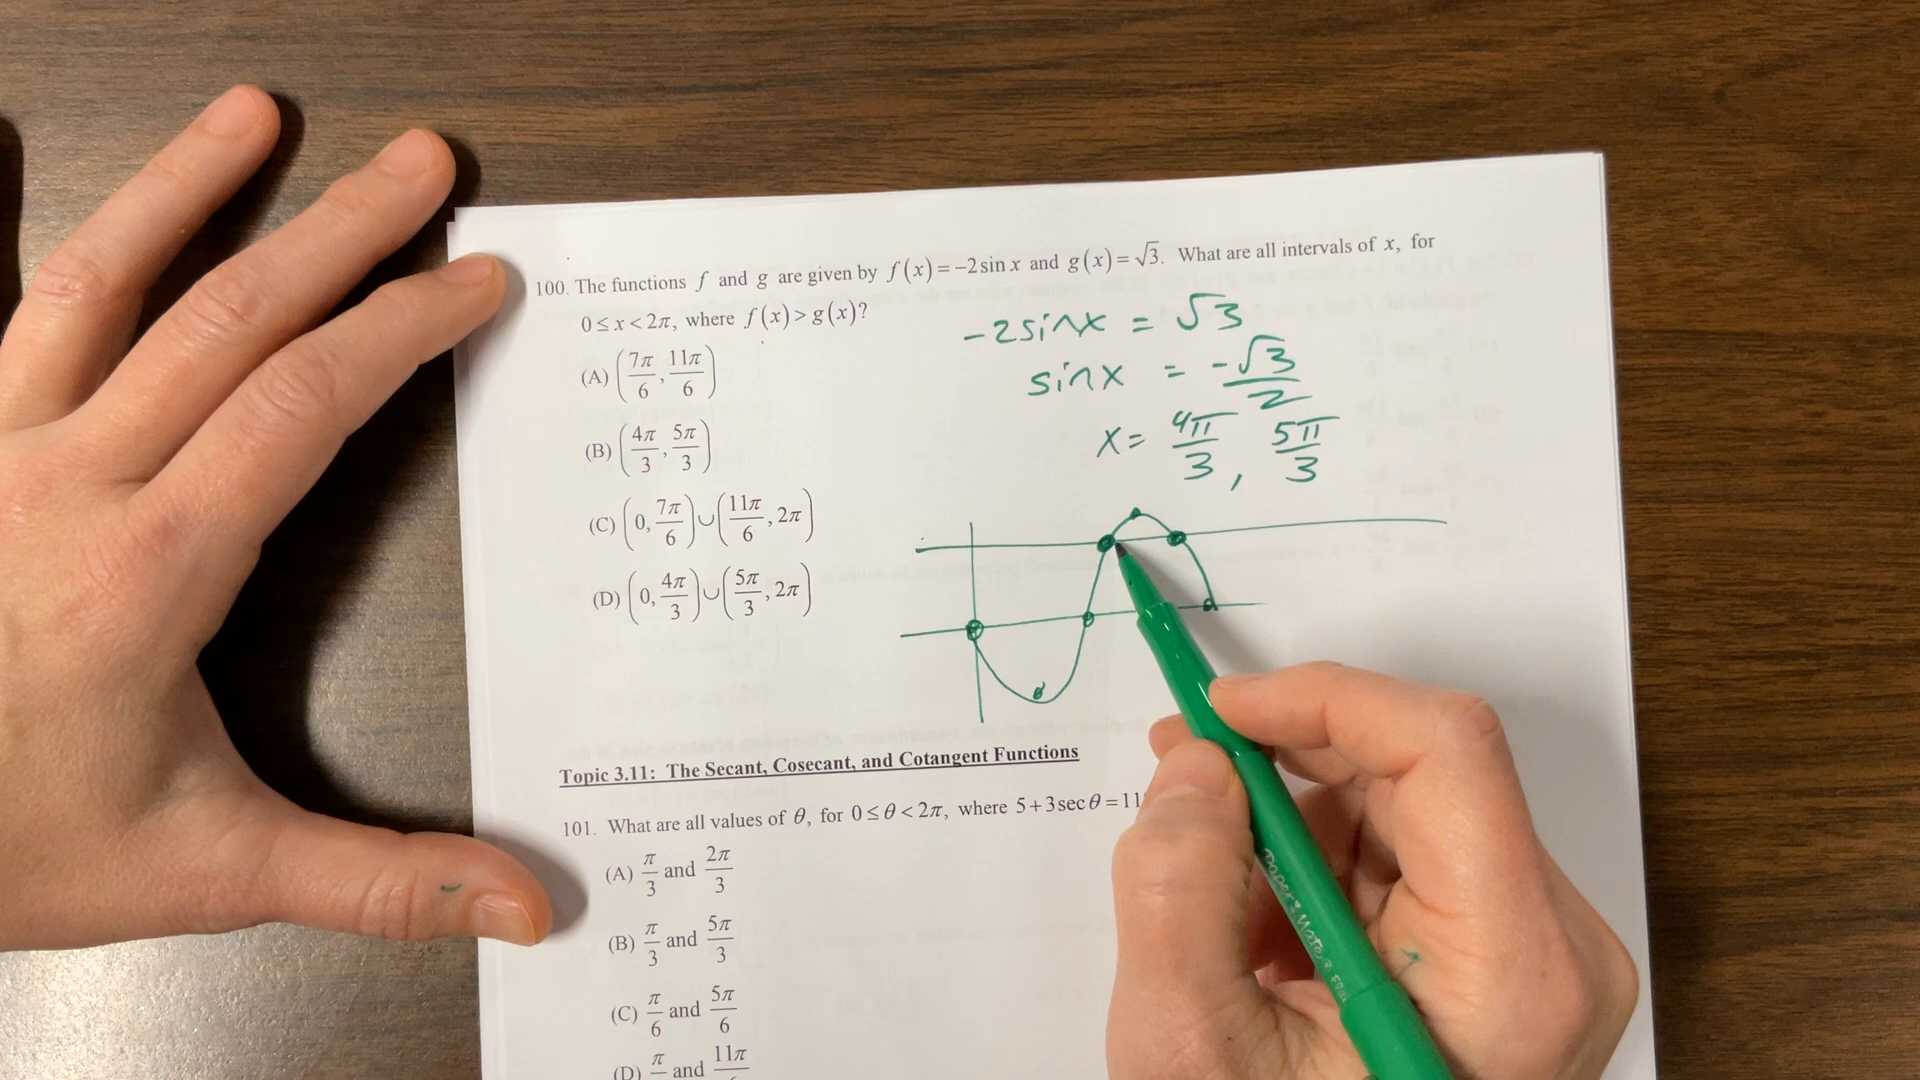 100. The functions f and g are given by f(x) = −2 sin x and g(x) = √3. What are all intervals of x, for
0 ≤ x < 2π, where f(x) > g(x)?
(A) (7π/6, 11π/6)
(B) (4π/3, 5π/3)
(C) (0, 7π/6) ∪ (11π/6, 2π)
(D) (0, 4π/3) ∪ (5π/3, 2π)
-2sinx = √3
sinx = -√3/2
x = 4π/3, 5π/3
Topic 3.11: The Secant, Cosecant, and Cotangent Functions
101. What are all values of θ, for 0 ≤ θ < 2π, where 5 + 3 sec θ = 11
(A) π/3 and 2π/3
(B) π/3 and 5π/3
(C) π/6 and 5π/6
(D) π and 11π
Paper Mate